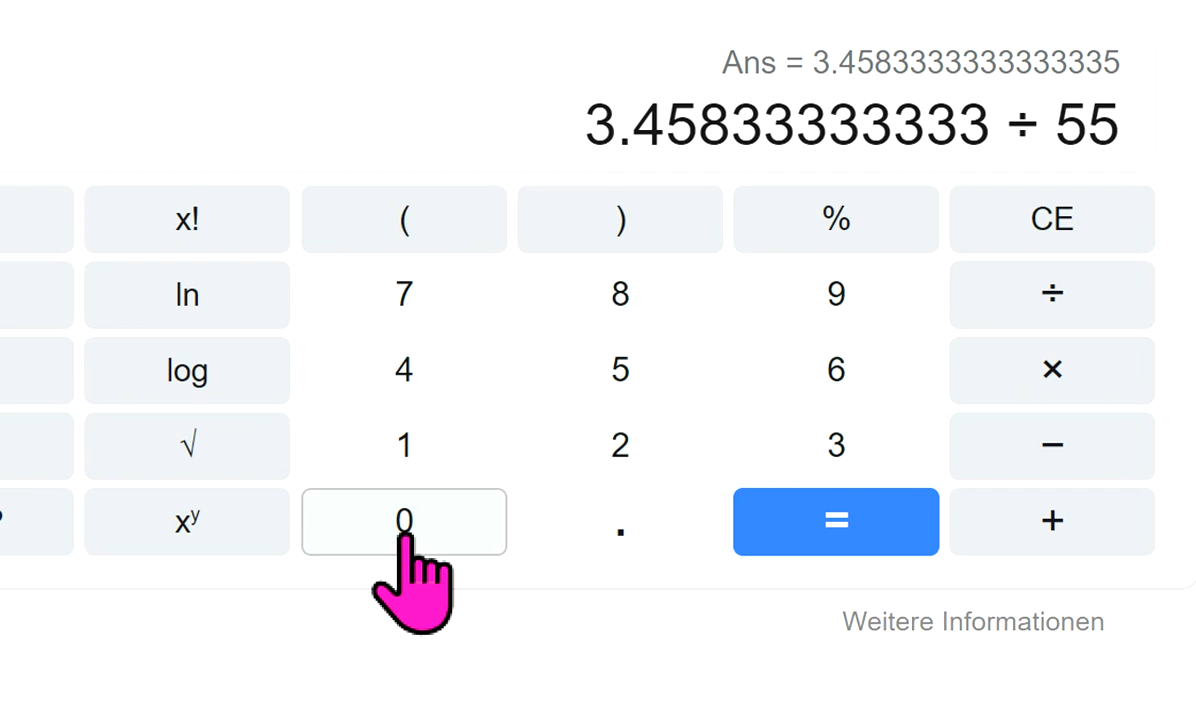 Ans = 3.4583333333333335
3.45833333333 ÷ 55
x! ( ) % CE
ln 7 8 9 ÷
log 4 5 6 ×
√ 1 2 3 −
xʸ 0 . = +
Weitere Informationen